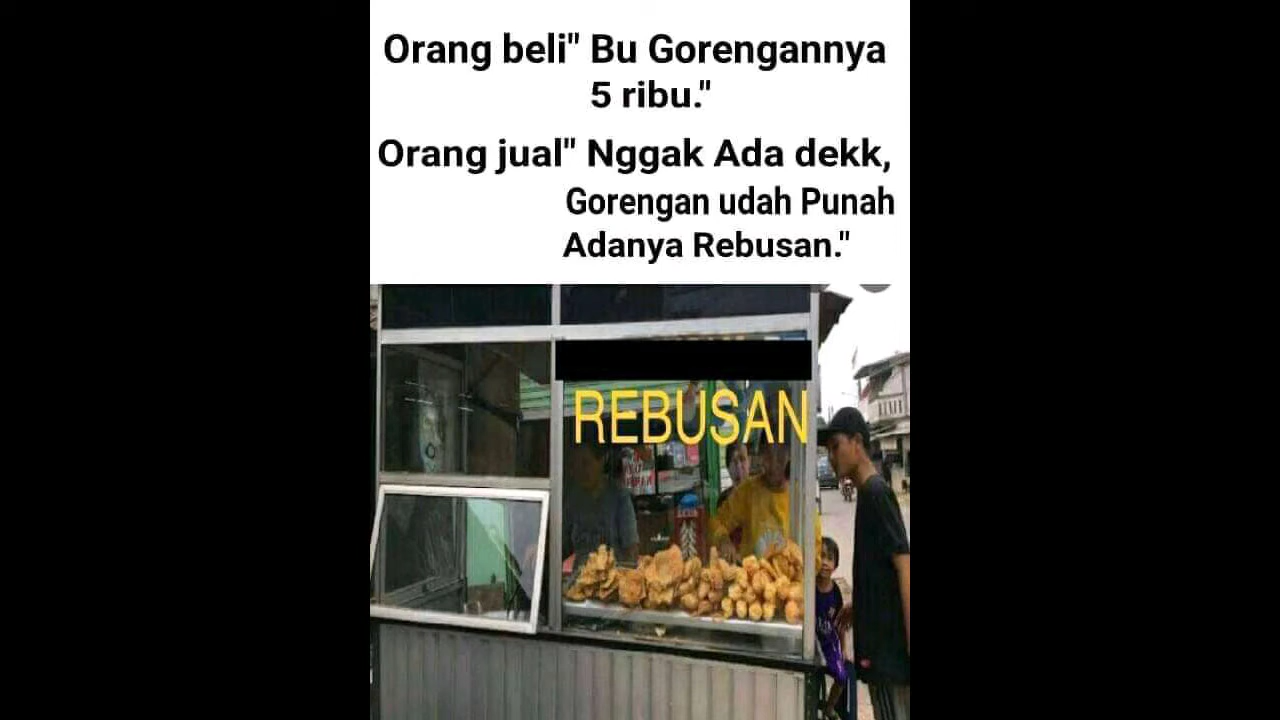 Orang beli" Bu Gorengannya
5 ribu."
Orang jual" Nggak Ada dekk,
Gorengan udah Punah
Adanya Rebusan."
REBUSAN